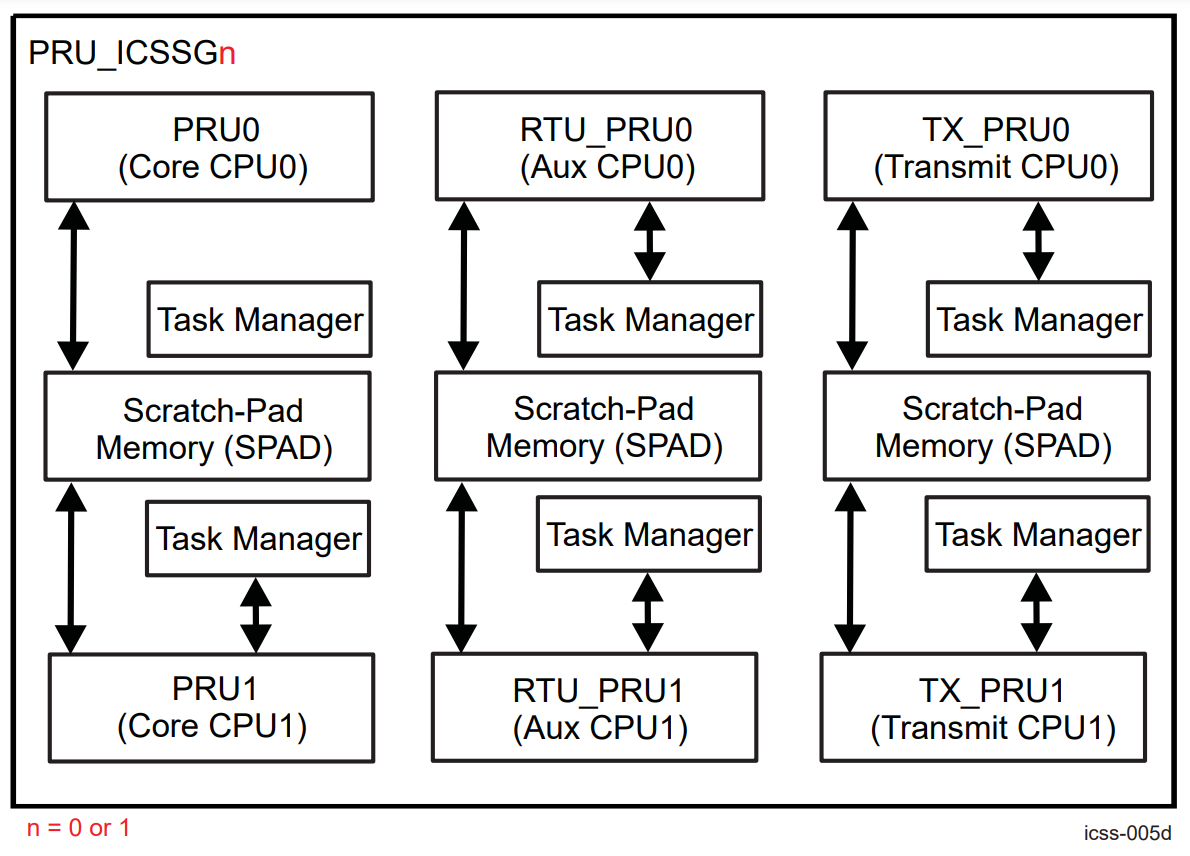 PRU_ICSSGn
PRU0
(Core CPU0)
RTU_PRU0
(Aux CPU0)
TX_PRU0
(Transmit CPU0)
Task Manager
Task Manager
Task Manager
Scratch-Pad
Memory (SPAD)
Scratch-Pad
Memory (SPAD)
Scratch-Pad
Memory (SPAD)
Task Manager
Task Manager
Task Manager
PRU1
(Core CPU1)
RTU_PRU1
(Aux CPU1)
TX_PRU1
(Transmit CPU1)
n = 0 or 1
icss-005d